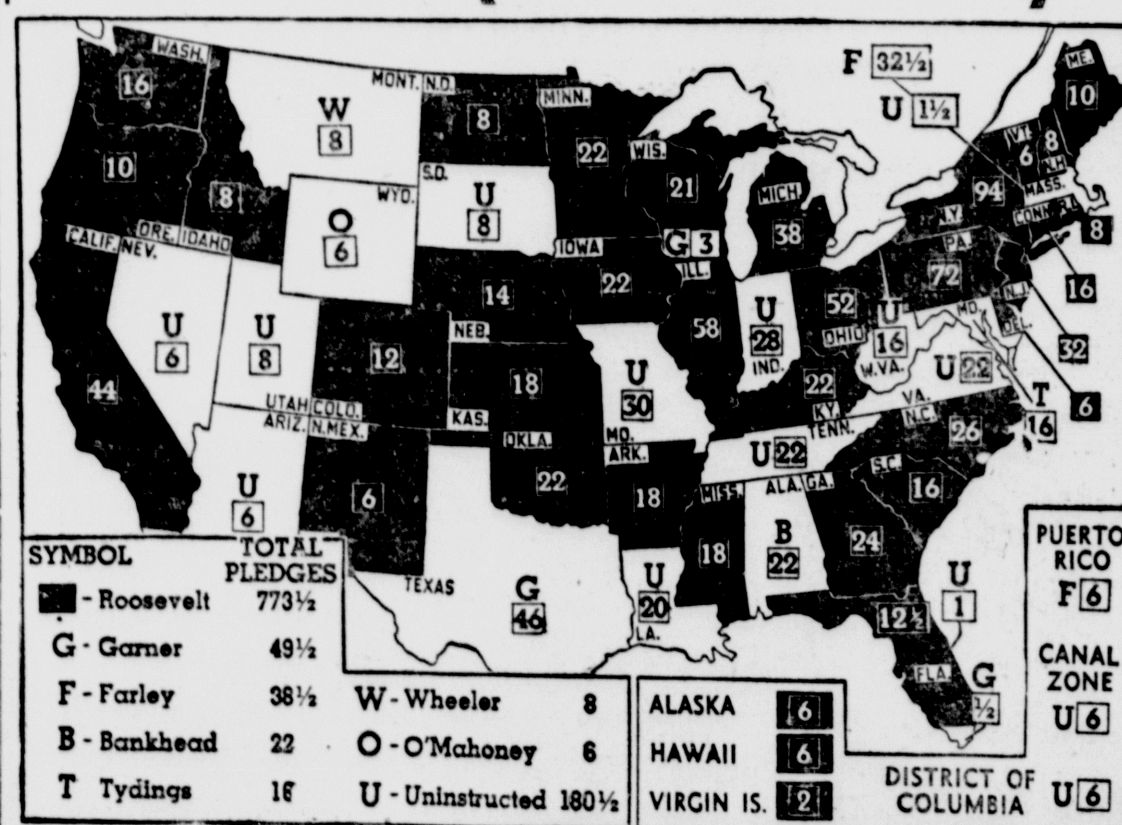 WASH.
16
MONT.
N.D.
W
8
8
MINN.
22
F 32½
U 1½
ME.
10
VT.
6
8
N.H.
MASS.
10
8
WYD.
O
6
S.D.
U
8
WIS.
21
MICH
38
N.Y.
94
CONN.
R.I.
8
ORE.
IDAHO
CALIF.
NEV.
IOWA
22
G 3
ILL.
58
PA.
72
16
14
NEB.
U
6
U
8
12
U
28
IND.
52
OHIO
U
16
W.VA.
MD.
N.J.
DEL.
32
44
18
KAS.
U
30
MO.
22
KY.
U 22
VA.
6
T
16
UTAH
COLO.
ARIZ.
N.MEX.
OKLA.
22
ARK.
18
TENN.
U 22
N.C.
26
U
6
6
MISS.
18
ALA.
GA.
B
22
S.C.
16
24
TEXAS
G
46
U
20
LA.
12½
U
1
FLA.
G
½
SYMBOL
TOTAL PLEDGES
- Roosevelt 773½
G - Garner 49½
F - Farley 38½
B - Bankhead 22
T Tydings 16
W - Wheeler 8
O - O'Mahoney 6
U - Uninstructed 180½
ALASKA 6
HAWAII 6
VIRGIN IS. 2
PUERTO
RICO
F 6
CANAL
ZONE
U 6
DISTRICT OF
COLUMBIA U 6